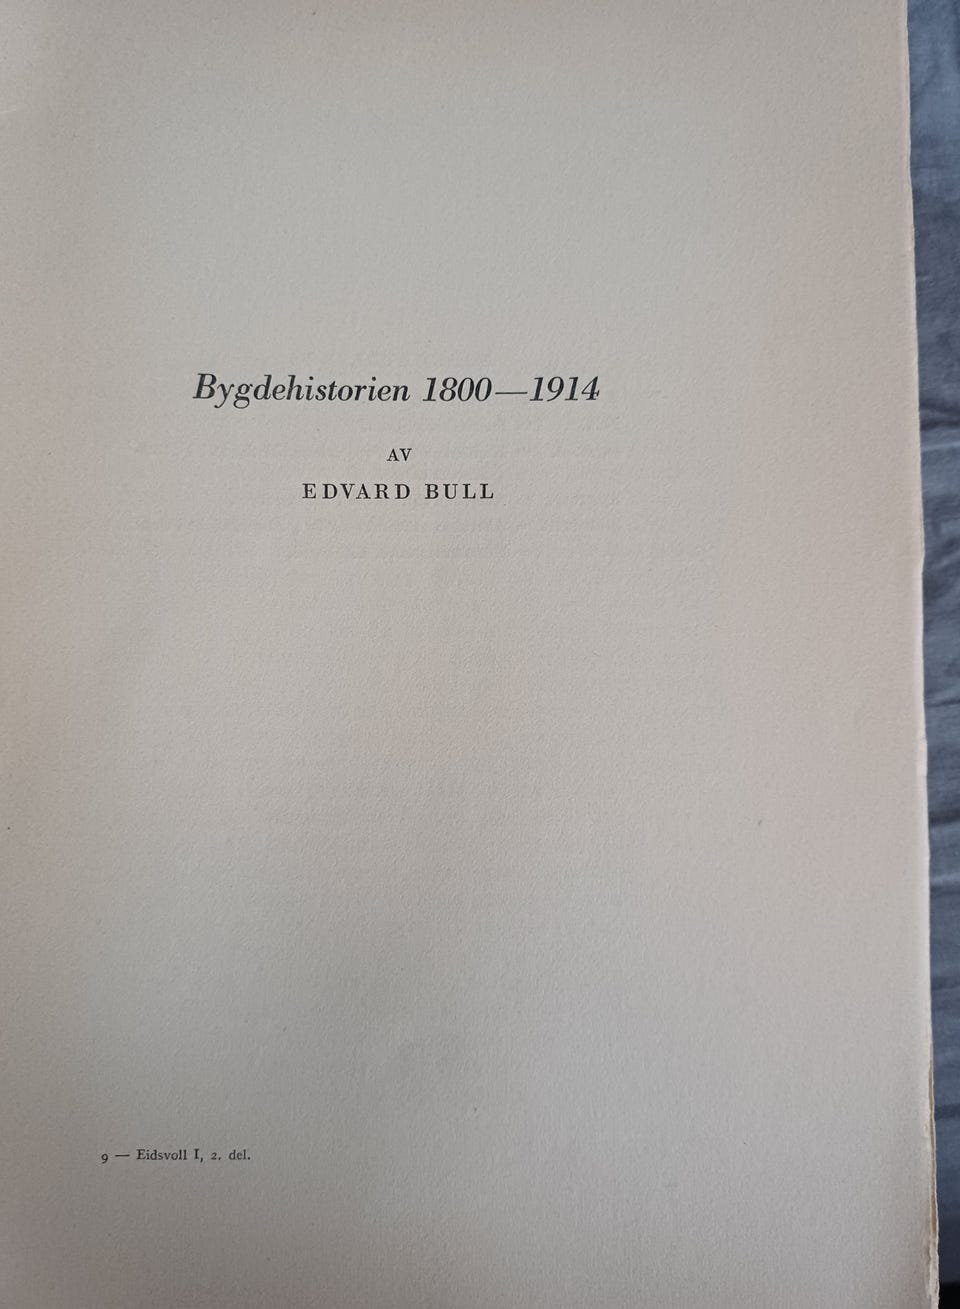 Bygdehistorien 1800—1914
AV
EDVARD BULL
9 — Eidsvoll I, 2. del.